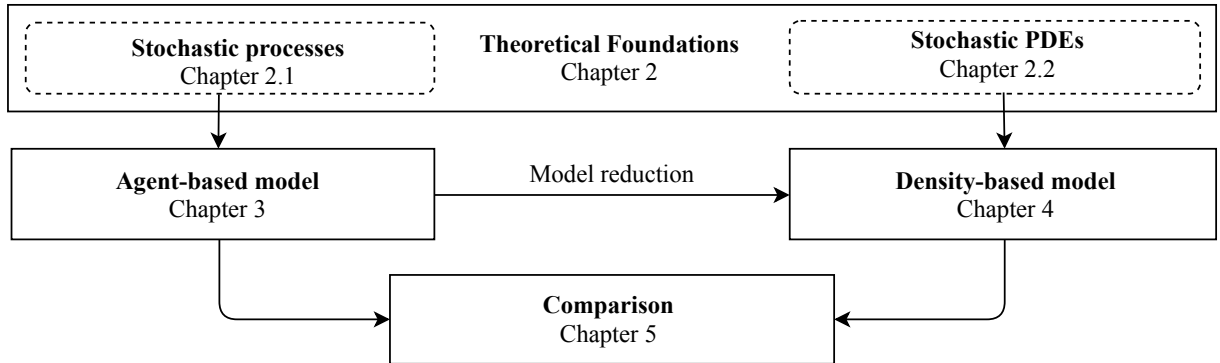 Stochastic processes
Chapter 2.1
Theoretical Foundations
Chapter 2
Stochastic PDEs
Chapter 2.2
Agent-based model
Chapter 3
Model reduction
Density-based model
Chapter 4
Comparison
Chapter 5